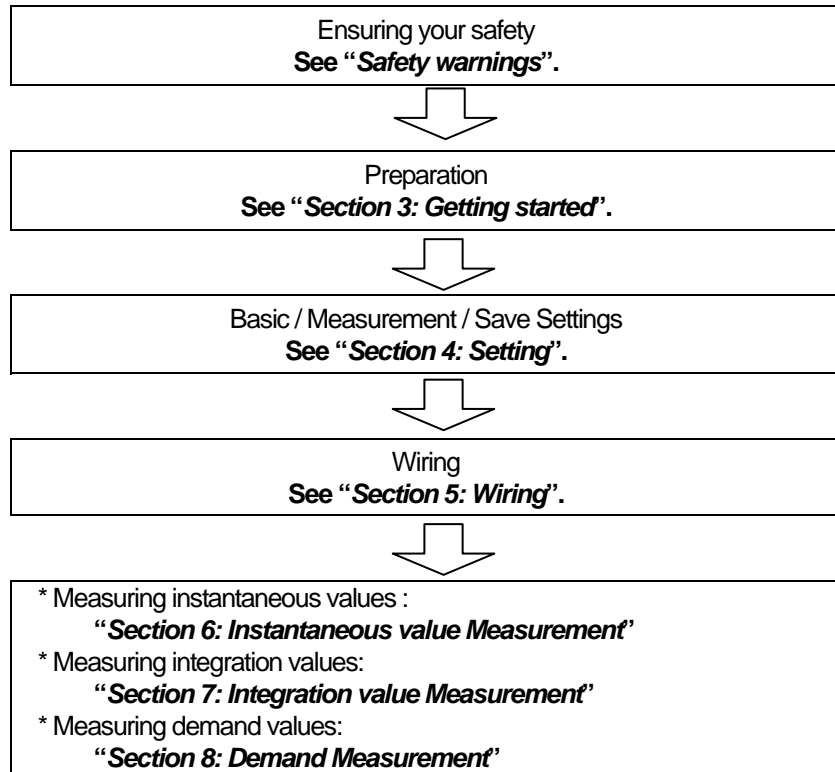 Ensuring your safety
See “Safety warnings”.
Preparation
See “Section 3: Getting started”.
Basic / Measurement / Save Settings
See “Section 4: Setting”.
Wiring
See “Section 5: Wiring”.
* Measuring instantaneous values :
“Section 6: Instantaneous value Measurement”
* Measuring integration values:
“Section 7: Integration value Measurement”
* Measuring demand values:
“Section 8: Demand Measurement”